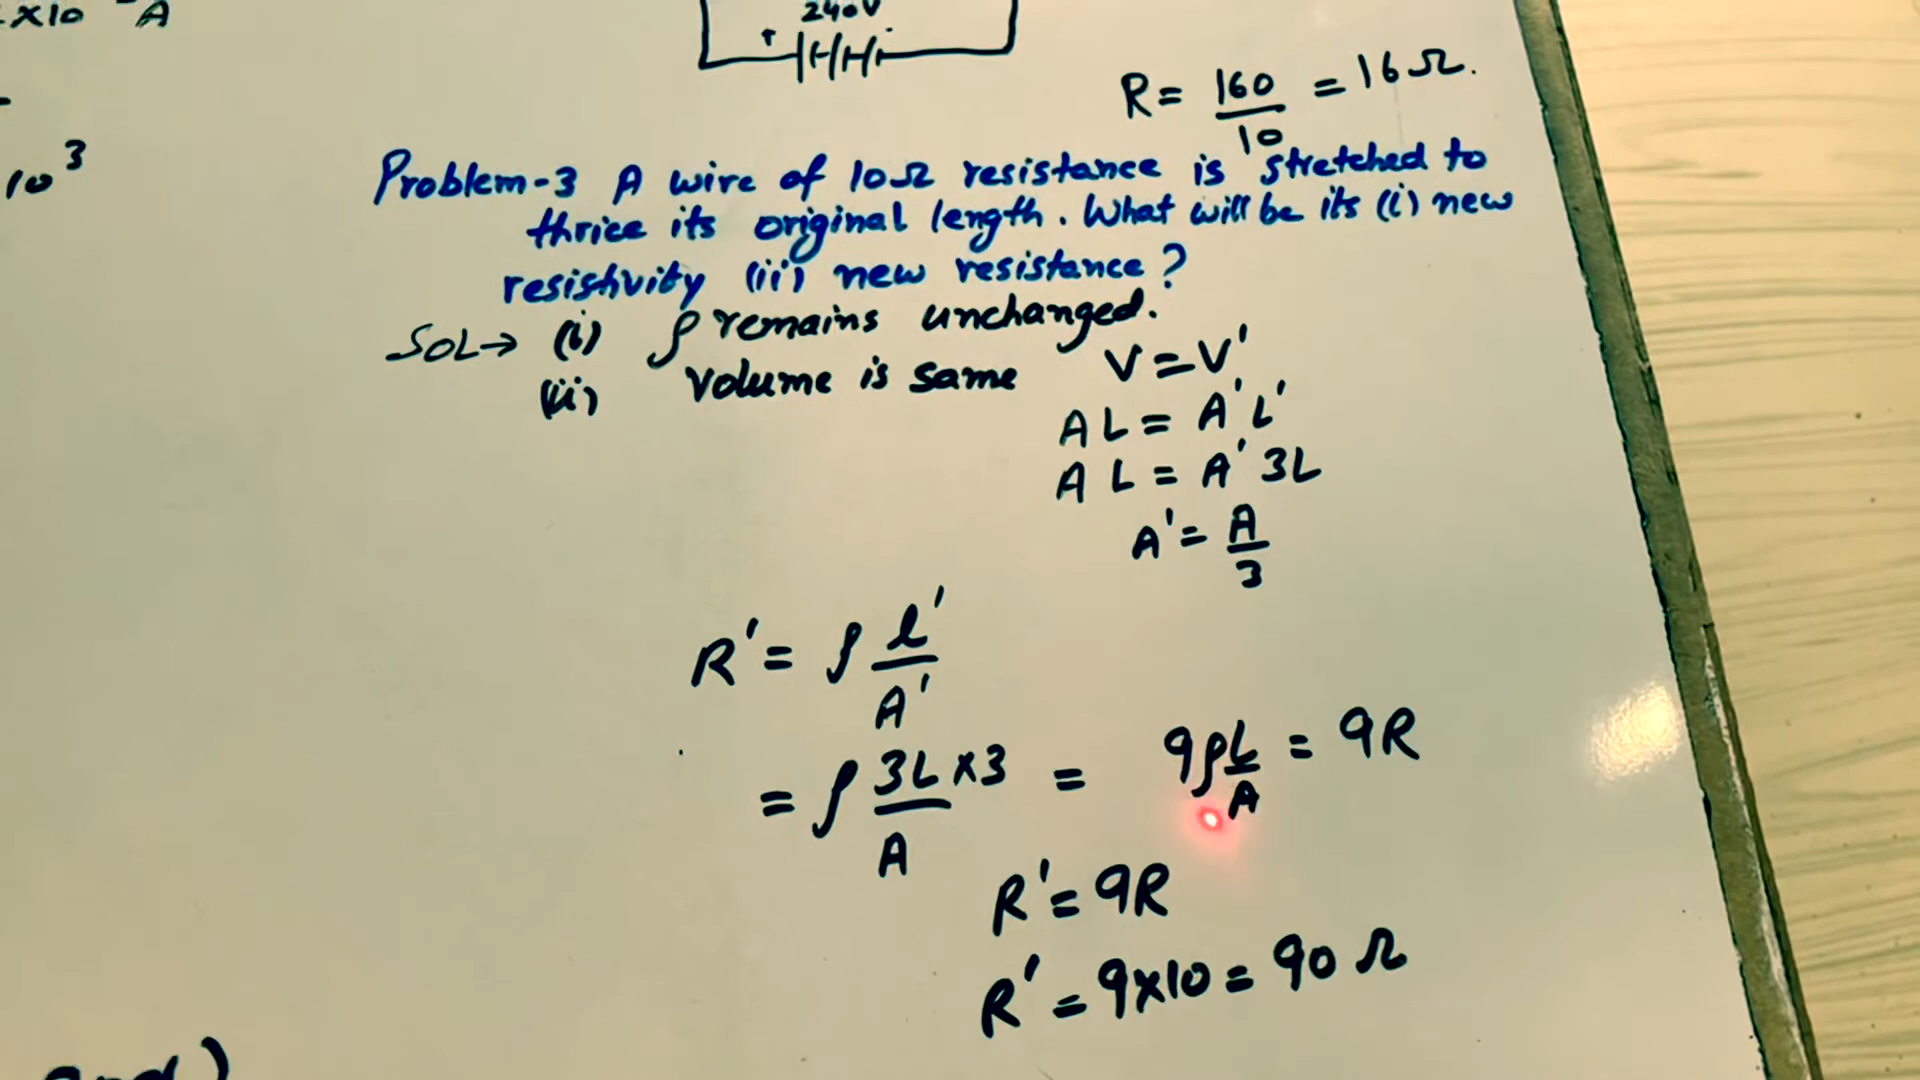 ×10 A
240V
+ -
10³
R = 160/10 = 16Ω.
Problem-3 A wire of 10Ω resistance is stretched to
thrice its original length. What will be its (i) new
resistivity (ii) new resistance?
SOL→ (i) ρ remains unchanged.
(ii) Volume is same V = V'
AL = A'L'
AL = A' 3L
A' = A/3
R' = ρ l'/A'
= ρ 3L×3/A = 9ρL/A = 9R
R' = 9R
R' = 9×10 = 90 Ω